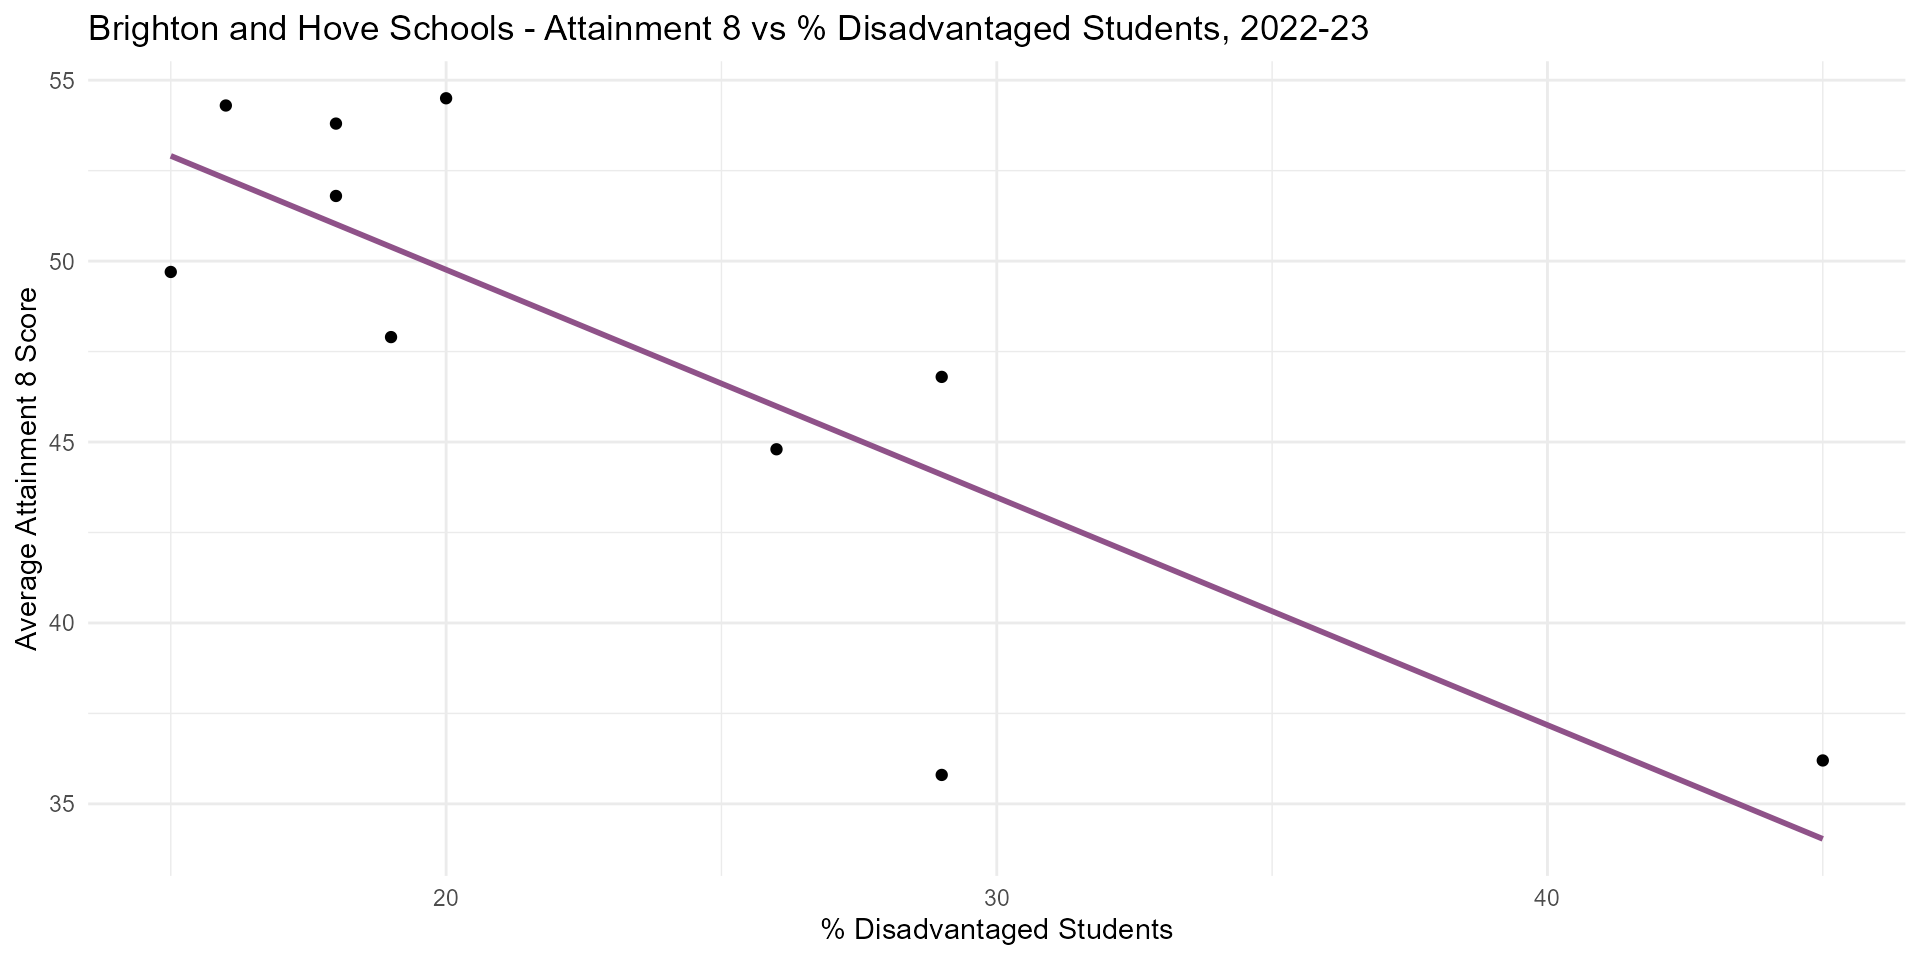 Brighton and Hove Schools - Attainment 8 vs % Disadvantaged Students, 2022-23
55
50
45
40
35
Average Attainment 8 Score
20
30
40
% Disadvantaged Students